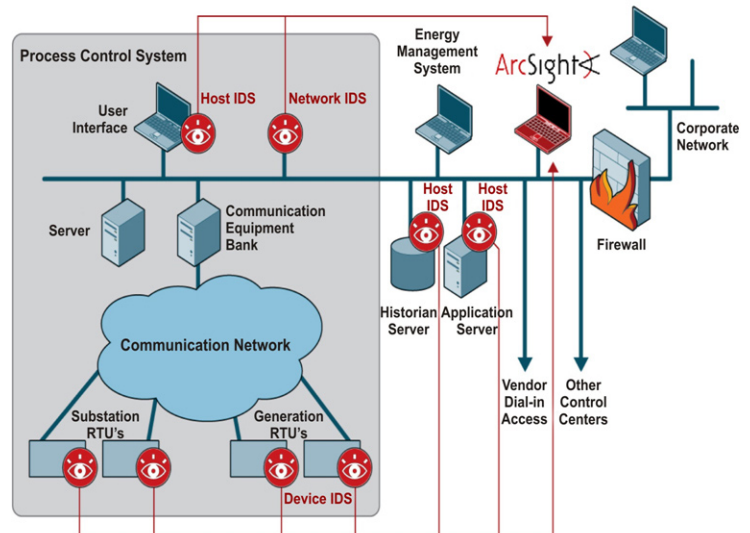 Process Control System
Energy
Management
System
ArcSight
User
Interface
Host IDS
Network IDS
Corporate
Network
Server
Communication
Equipment
Bank
Host
IDS
Host
IDS
Firewall
Historian
Server
Application
Server
Communication Network
Vendor
Dial-in
Access
Other
Control
Centers
Substation
RTU's
Generation
RTU's
Device IDS